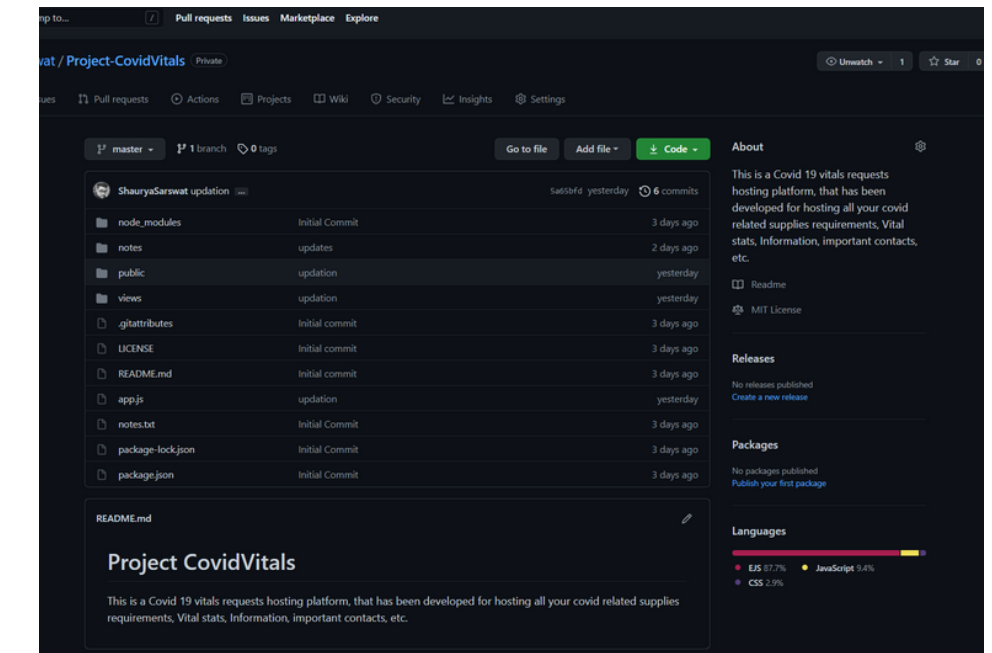 mp to... /
Pull requests Issues Marketplace Explore
wat / Project-CovidVitals Private
Unwatch 1 Star 0
ues Pull requests Actions Projects Wiki Security Insights Settings
master 1 branch 0 tags
Go to file Add file Code
ShauryaSarswat updation ... 5a65bfd yesterday 6 commits
node_modules Initial Commit 3 days ago
notes updates 2 days ago
public updation yesterday
views updation yesterday
.gitattributes Initial commit 3 days ago
LICENSE Initial commit 3 days ago
README.md Initial commit 3 days ago
app.js updation yesterday
notes.txt Initial Commit 3 days ago
package-lock.json Initial Commit 3 days ago
package.json Initial Commit 3 days ago
README.md
Project CovidVitals
This is a Covid 19 vitals requests hosting platform, that has been developed for hosting all your covid related supplies
requirements, Vital stats, Information, important contacts, etc.
About
This is a Covid 19 vitals requests
hosting platform, that has been
developed for hosting all your covid
related supplies requirements, Vital
stats, Information, important contacts,
etc.
Readme
MIT License
Releases
No releases published
Create a new release
Packages
No packages published
Publish your first package
Languages
EJS 87.7% JavaScript 9.4%
CSS 2.9%